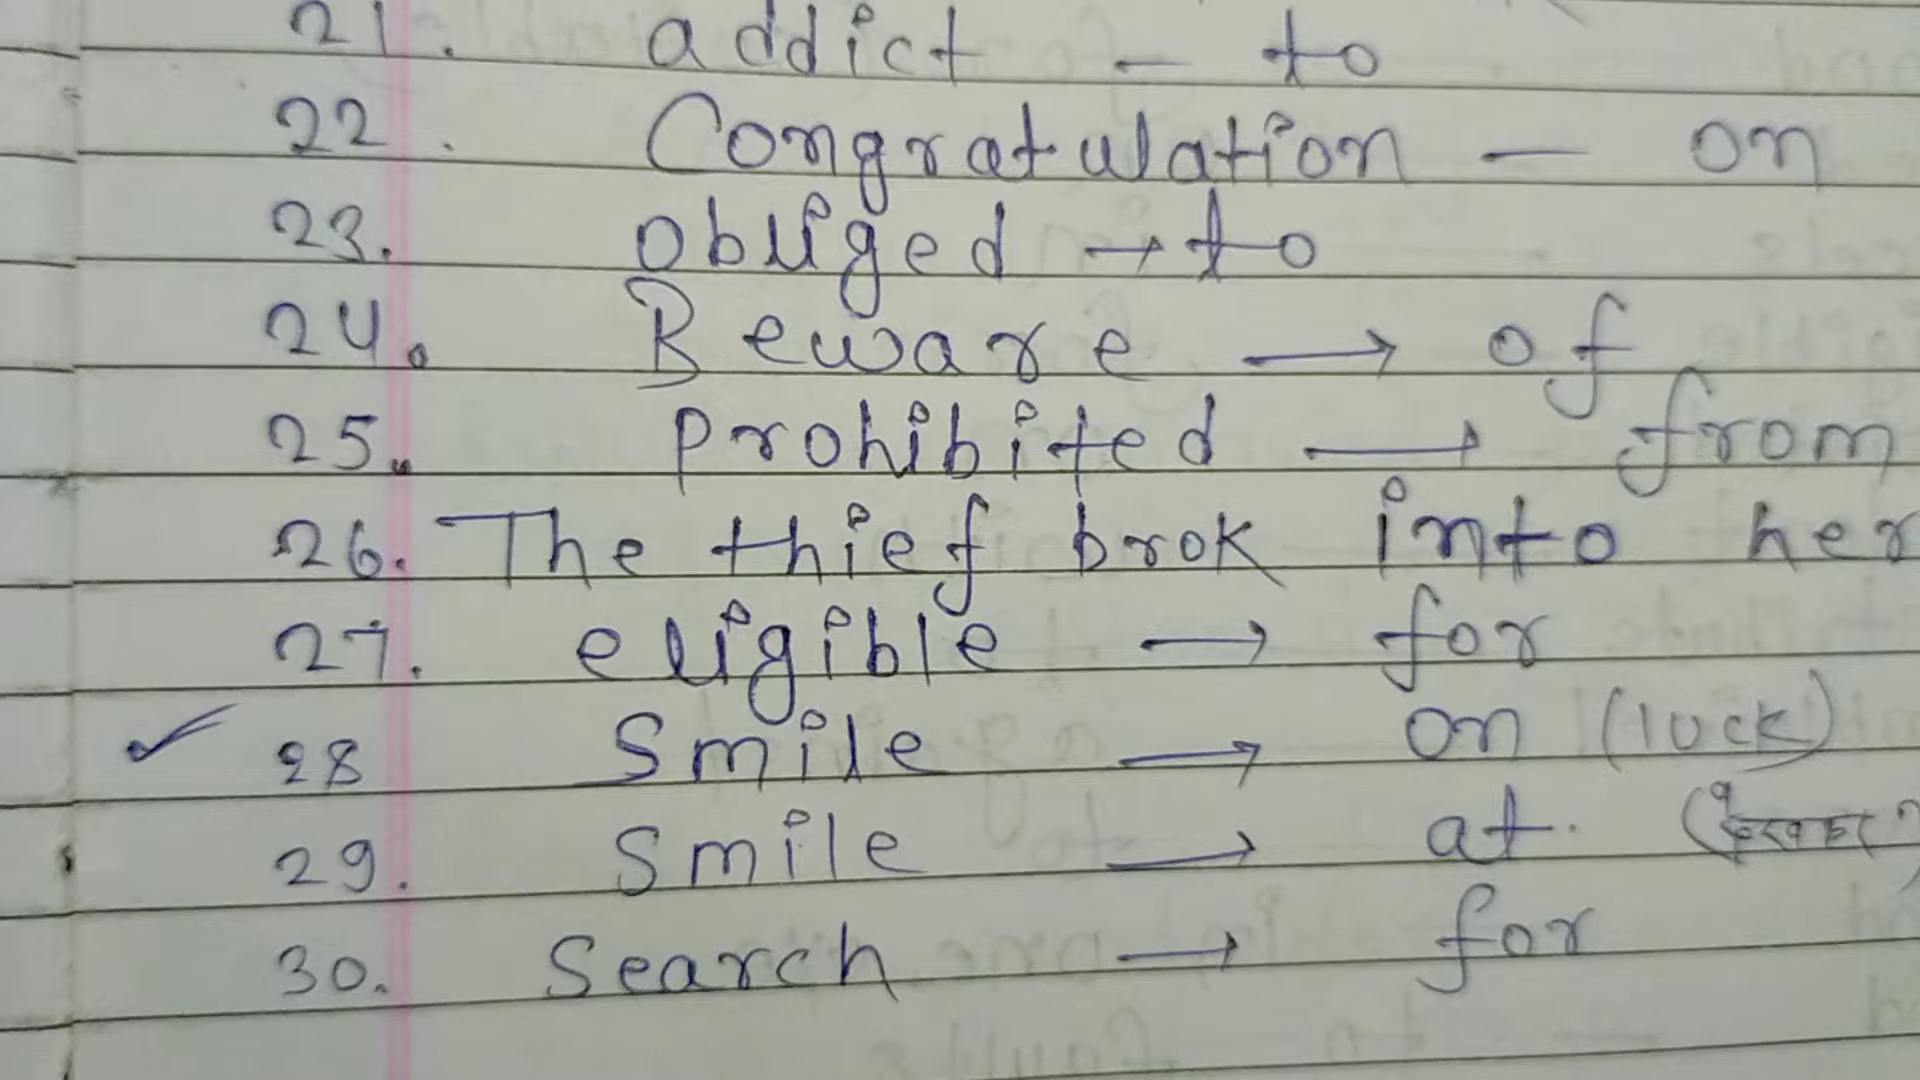 21. addict - to
22. Congratulation - on
23. obliged → to
24. Beware → of
25. prohibited → from
26. The thief brok into her
27. eligible → for
✓ 28 Smile → on (luck)
29. Smile → at. (देखकर)
30. Search → for